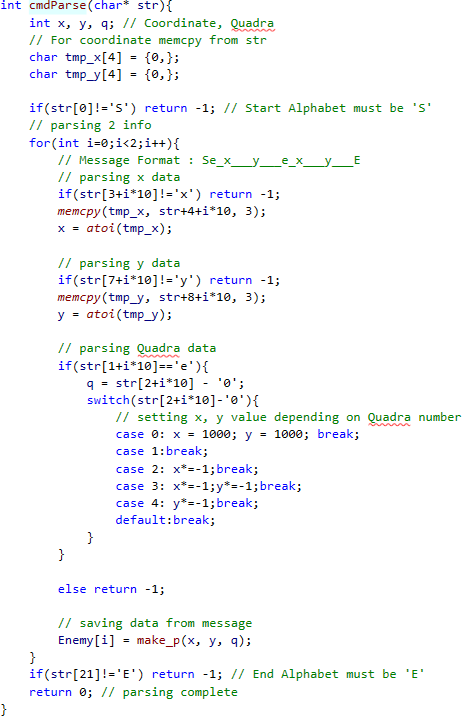 int cmdParse(char* str){
    int x, y, q; // Coordinate, Quadra
    // For coordinate memcpy from str
    char tmp_x[4] = {0,};
    char tmp_y[4] = {0,};

    if(str[0]!='S') return -1; // Start Alphabet must be 'S'
    // parsing 2 info
    for(int i=0;i<2;i++){
        // Message Format : Se_x___y___e_x___y___E
        // parsing x data
        if(str[3+i*10]!='x') return -1;
        memcpy(tmp_x, str+4+i*10, 3);
        x = atoi(tmp_x);

        // parsing y data
        if(str[7+i*10]!='y') return -1;
        memcpy(tmp_y, str+8+i*10, 3);
        y = atoi(tmp_y);

        // parsing Quadra data
        if(str[1+i*10]=='e'){
            q = str[2+i*10] - '0';
            switch(str[2+i*10]-'0'){
                // setting x, y value depending on Quadra number
                case 0: x = 1000; y = 1000; break;
                case 1:break;
                case 2: x*=-1;break;
                case 3: x*=-1;y*=-1;break;
                case 4: y*=-1;break;
                default:break;
            }
        }

        else return -1;

        // saving data from message
        Enemy[i] = make_p(x, y, q);
    }
    if(str[21]!='E') return -1; // End Alphabet must be 'E'
    return 0; // parsing complete
}